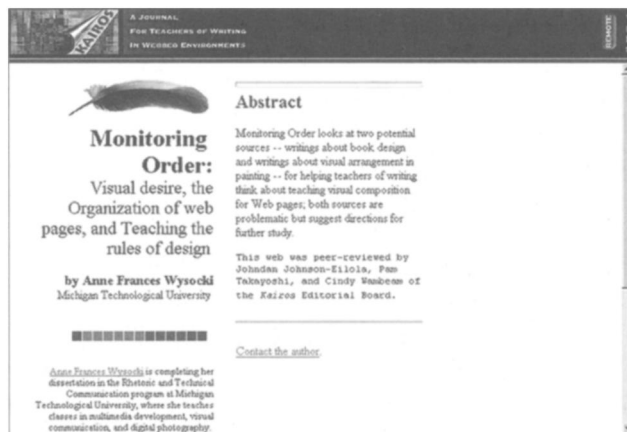 KAIROS
A JOURNAL
FOR TEACHERS OF WRITING
IN WEBBED ENVIRONMENTS
REMOTE
Monitoring
Order:
Visual desire, the
Organization of web
pages, and Teaching the
rules of design
by Anne Frances Wysocki
Michigan Technological University
Anne Frances Wysocki is completing her
dissertation in the Rhetoric and Technical
Communication program at Michigan
Technological University, where she teaches
classes in multimedia development, visual
communication, and digital photography.
Abstract
Monitoring Order looks at two potential
sources -- writings about book design
and writings about visual arrangement in
painting -- for helping teachers of writing
think about teaching visual composition
for Web pages; both sources are
problematic but suggest directions for
further study.
This web was peer-reviewed by
Johndan Johnson-Eilola, Pam
Takayoshi, and Cindy Wambeam of
the Kairos Editorial Board.
Contact the author.